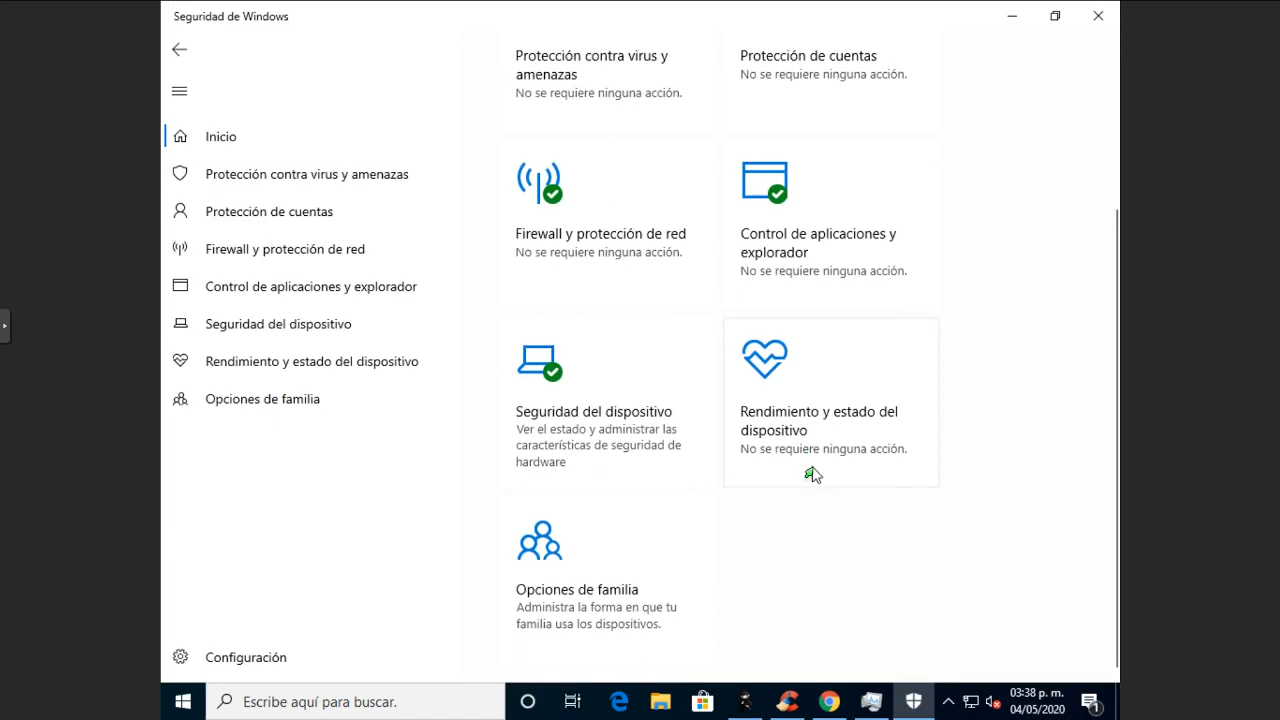 Seguridad de Windows
Inicio
Protección contra virus y amenazas
Protección de cuentas
Firewall y protección de red
Control de aplicaciones y explorador
Seguridad del dispositivo
Rendimiento y estado del dispositivo
Opciones de familia
Configuración
Protección contra virus y
amenazas
No se requiere ninguna acción.
Protección de cuentas
No se requiere ninguna acción.
Firewall y protección de red
No se requiere ninguna acción.
Control de aplicaciones y
explorador
No se requiere ninguna acción.
Seguridad del dispositivo
Ver el estado y administrar las
características de seguridad de
hardware
Rendimiento y estado del
dispositivo
No se requiere ninguna acción.
Opciones de familia
Administra la forma en que tu
familia usa los dispositivos.
Escribe aquí para buscar.
03:38 p. m.
04/05/2020
1